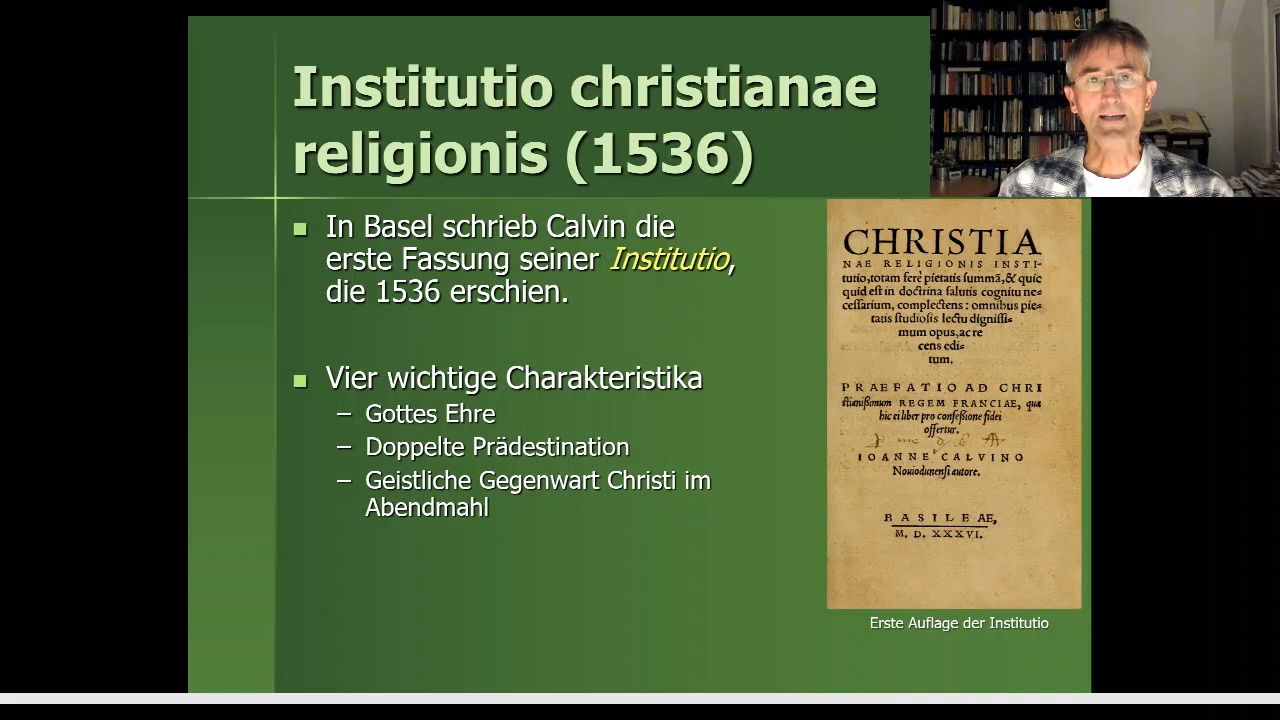 Institutio christianae
religionis (1536)
In Basel schrieb Calvin die
erste Fassung seiner Institutio,
die 1536 erschien.
Vier wichtige Charakteristika
– Gottes Ehre
– Doppelte Prädestination
– Geistliche Gegenwart Christi im
Abendmahl
CHRISTIA
NAE RELIGIONIS INSTI-
tutio, totam ferè pietatis ſummã, & quic
quid eſt in doctrina ſalutis cognitu ne-
ceſſarium, complectens: omnibus pie-
tatis ſtudioſis lectu digniſſi-
mum opus, ac re
cens edi-
tum.
PRAEFATIO AD CHRI
ſtianißimum REGEM FRANCIAE, qua
hic ei liber pro confeßione fidei
offertur.
IOANNE CALVINO
Nouiodunenſi autore.
BASILEAE,
M. D. XXXVI.
Erste Auflage der Institutio